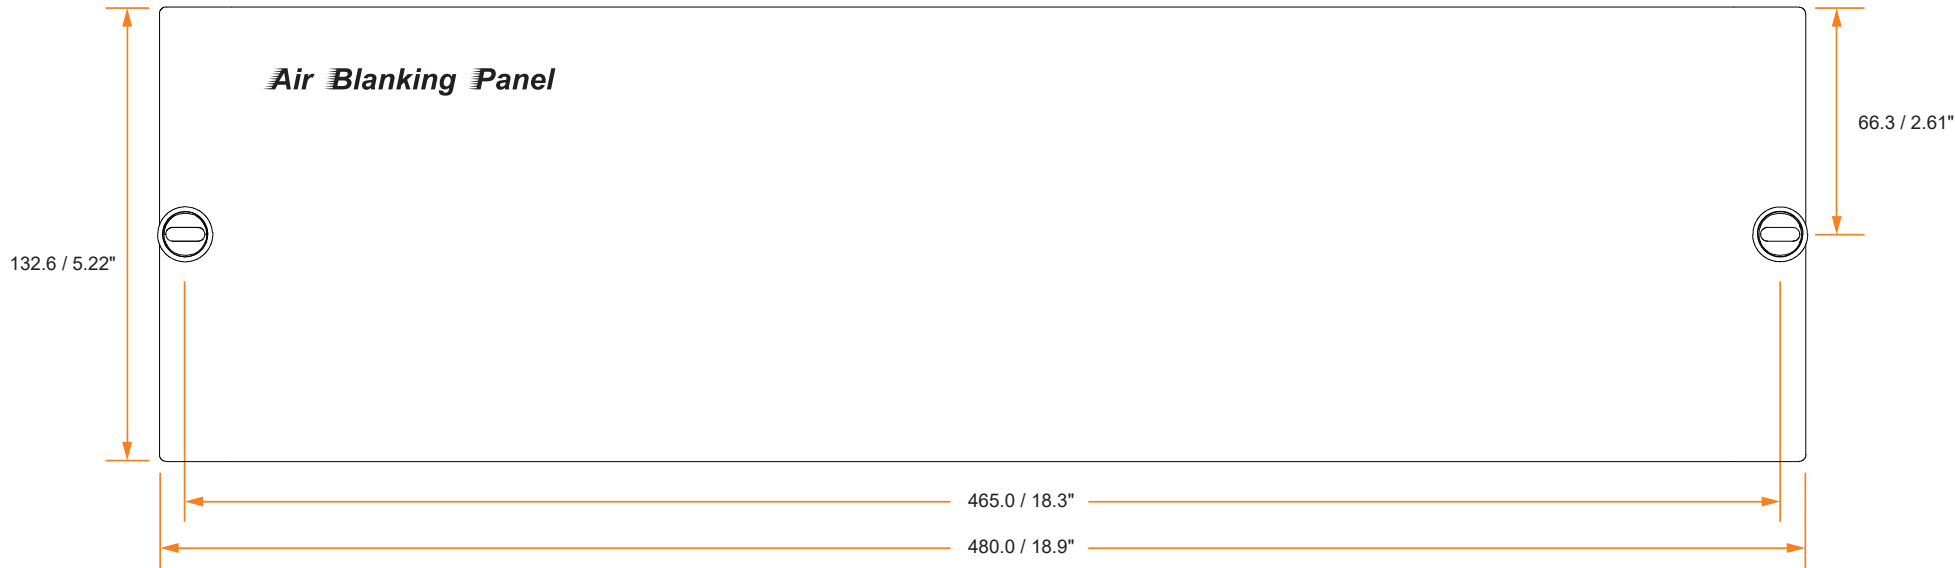 Air Blanking Panel
66.3 / 2.61"
132.6 / 5.22"
465.0 / 18.3"
480.0 / 18.9"